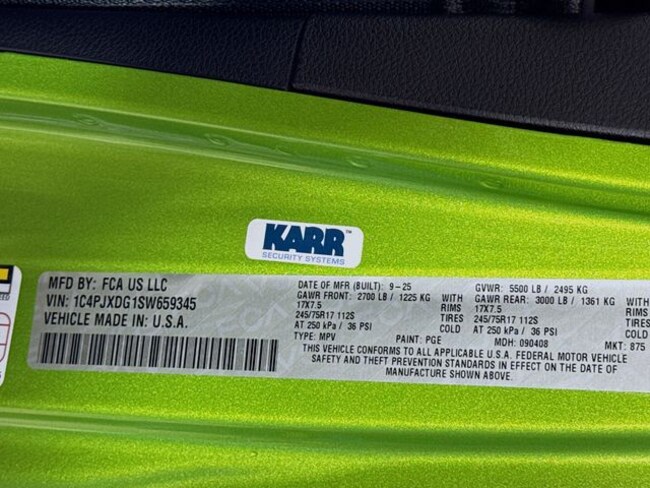 KARR™
SECURITY SYSTEMS
MFD BY: FCA US LLC
VIN: 1C4PJXDG1SW659345
VEHICLE MADE IN: U.S.A.
DATE OF MFR (BUILT): 9-25
GAWR FRONT: 2700 LB / 1225 KG WITH
17X7.5 RIMS
245/75R17 112S TIRES
AT 250 kPa / 36 PSI COLD
TYPE: MPV PAINT: PGE
GVWR: 5500 LB / 2495 KG
GAWR REAR: 3000 LB / 1361 KG WITH
17X7.5 RIMS
245/75R17 112S TIRES
AT 250 kPa / 36 PSI COLD
MDH: 090408 MKT: 875
THIS VEHICLE CONFORMS TO ALL APPLICABLE U.S.A. FEDERAL MOTOR VEHICLE
SAFETY AND THEFT PREVENTION STANDARDS IN EFFECT ON THE DATE OF
MANUFACTURE SHOWN ABOVE.